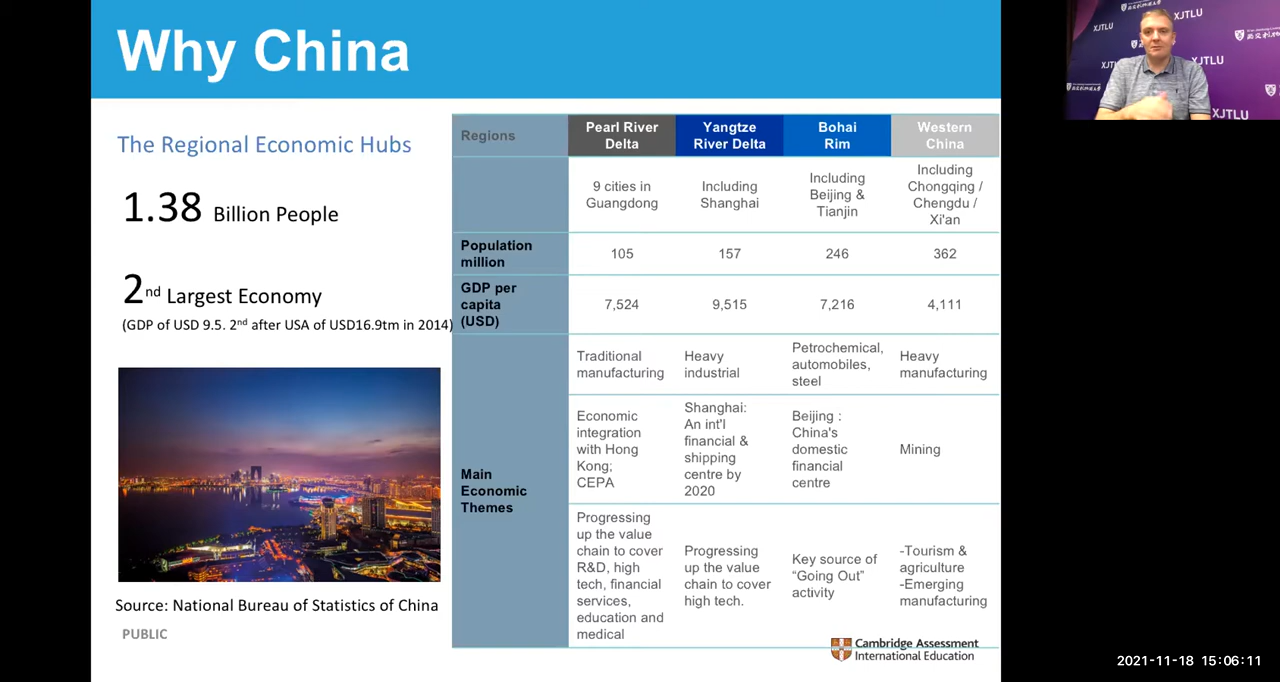 Why China
The Regional Economic Hubs
1.38 Billion People
2nd Largest Economy
(GDP of USD 9.5. 2nd after USA of USD16.9tm in 2014)
Source: National Bureau of Statistics of China
PUBLIC
Regions
Pearl River
Delta
Yangtze
River Delta
Bohai
Rim
Western
China
9 cities in
Guangdong
Including
Shanghai
Including
Beijing &
Tianjin
Including
Chongqing /
Chengdu /
Xi'an
Population
million
105
157
246
362
GDP per
capita
(USD)
7,524
9,515
7,216
4,111
Main
Economic
Themes
Traditional
manufacturing
Heavy
industrial
Petrochemical,
automobiles,
steel
Heavy
manufacturing
Economic
integration
with Hong
Kong;
CEPA
Shanghai:
An int'l
financial &
shipping
centre by
2020
Beijing :
China's
domestic
financial
centre
Mining
Progressing
up the value
chain to cover
R&D, high
tech, financial
services,
education and
medical
Progressing
up the value
chain to cover
high tech.
Key source of
“Going Out”
activity
-Tourism &
agriculture
-Emerging
manufacturing
Cambridge Assessment
International Education
XJTLU
XJTLU
XJTLU
XJTLU
2021-11-18 15:06:11